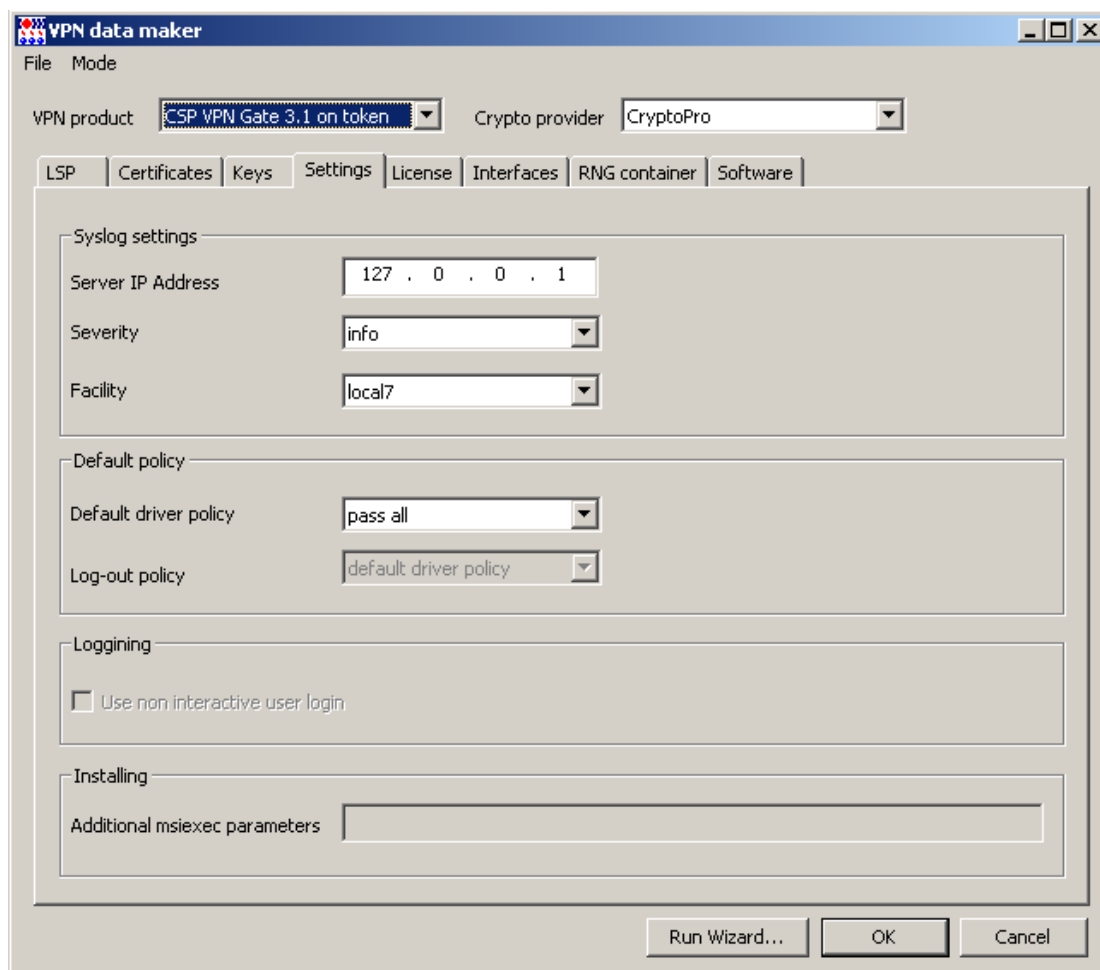 VPN data maker
File Mode
VPN product CSP VPN Gate 3.1 on token Crypto provider CryptoPro
LSP Certificates Keys Settings License Interfaces RNG container Software
Syslog settings
Server IP Address 127 . 0 . 0 . 1
Severity info
Facility local7
Default policy
Default driver policy pass all
Log-out policy default driver policy
Loggining
Use non interactive user login
Installing
Additional msiexec parameters
Run Wizard... OK Cancel